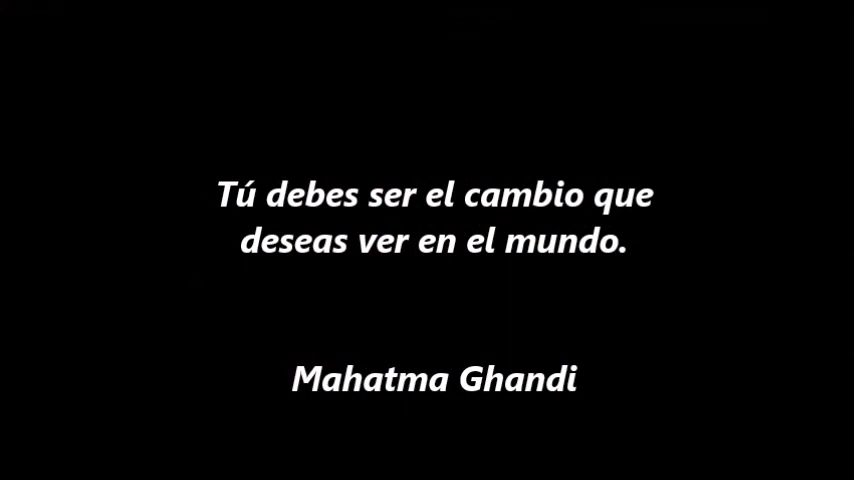 Tú debes ser el cambio que
deseas ver en el mundo.
Mahatma Ghandi